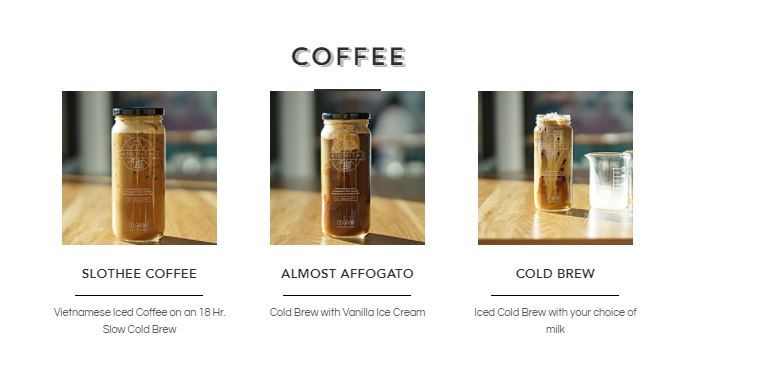 COFFEE
SLOTHEE COFFEE
ALMOST AFFOGATO
COLD BREW
Vietnamese Iced Coffee on an 18 Hr.
Slow Cold Brew
Cold Brew with Vanilla Ice Cream
Iced Cold Brew with your choice of
milk